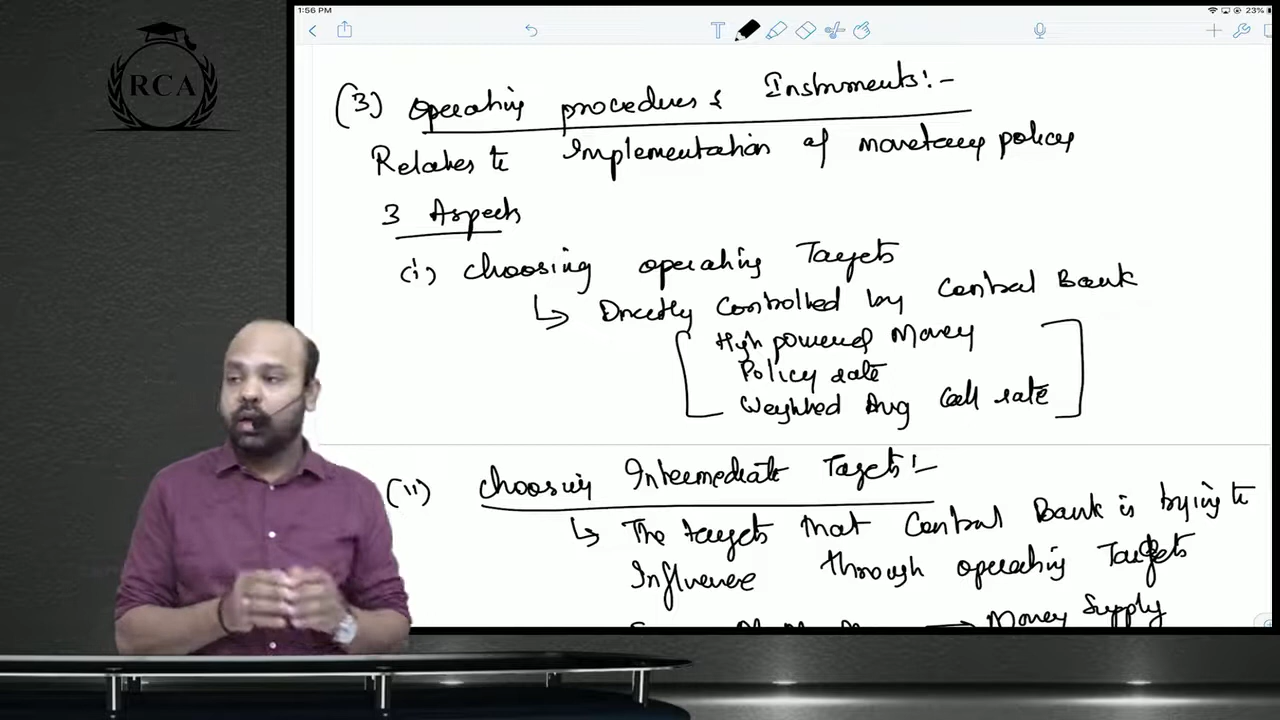 1:56 PM
23%
RCA
(3) Operating procedures & Instruments:-
Relates to Implementation of monetary policy
3 Aspects
(i) Choosing operating Targets
↳ Directly controlled by Central Bank
High powered Money
Policy rate
Weighted Avg Call rate
(ii) Choosing Intermediate Targets:-
↳ The targets that Central Bank is trying to
Influence through operating Targets
→ Money Supply